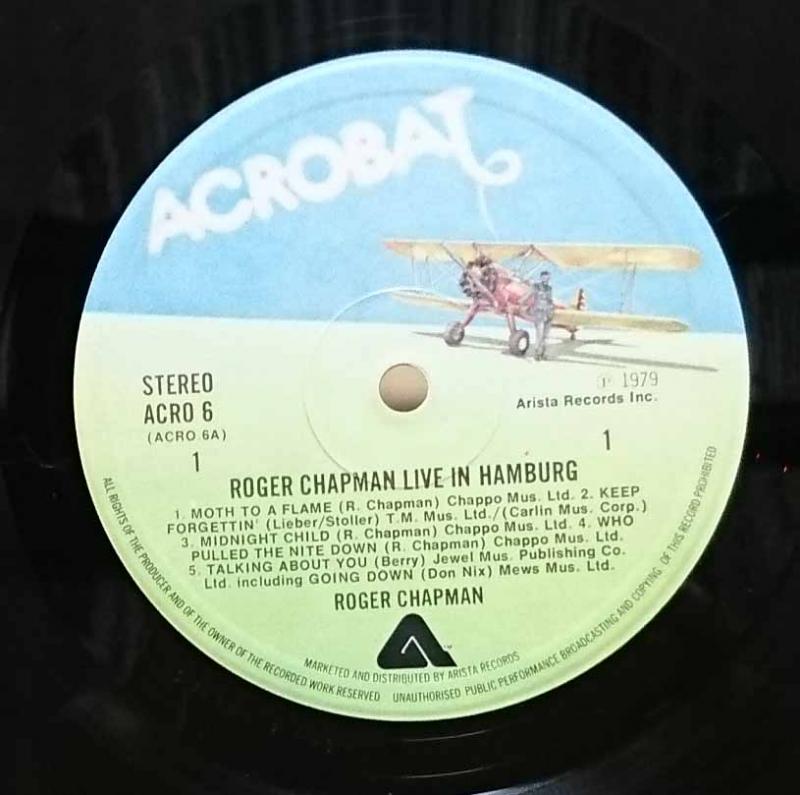 ACROBAT
STEREO
ACRO 6
(ACRO 6A)
1
℗ 1979
Arista Records Inc.
1
ROGER CHAPMAN LIVE IN HAMBURG
1. MOTH TO A FLAME (R. Chapman) Chappo Mus. Ltd. 2. KEEP
FORGETTIN' (Lieber/Stoller) T.M. Mus. Ltd./(Carlin Mus. Corp.)
3. MIDNIGHT CHILD (R. Chapman) Chappo Mus. Ltd. 4. WHO
PULLED THE NITE DOWN (R. Chapman) Chappo Mus. Ltd.
5. TALKING ABOUT YOU (Berry) Jewel Mus. Publishing Co.
Ltd. including GOING DOWN (Don Nix) Mews Mus. Ltd.
ROGER CHAPMAN
TM
MARKETED AND DISTRIBUTED BY ARISTA RECORDS
ALL RIGHTS OF THE PRODUCER AND OF THE OWNER OF THE RECORDED WORK RESERVED UNAUTHORISED PUBLIC PERFORMANCE BROADCASTING AND COPYING OF THIS RECORD PROHIBITED